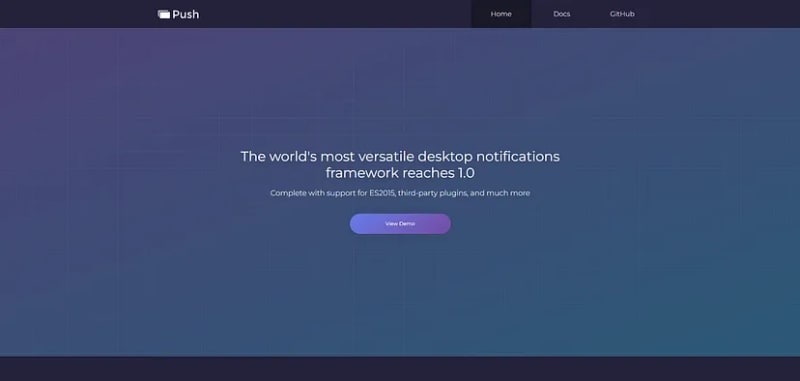 Push
Home
Docs
GitHub
The world's most versatile desktop notifications
framework reaches 1.0
Complete with support for ES2015, third-party plugins, and much more
View Demo